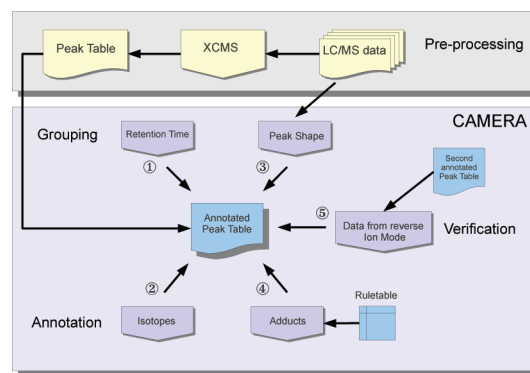 Peak Table
XCMS
LC/MS data
Pre-processing
CAMERA
Grouping
Retention Time
Peak Shape
①
③
Second
annotated
Peak Table
Annotated
Peak Table
⑤
Data from reverse
Ion Mode
Verification
②
④
Ruletable
Annotation
Isotopes
Adducts